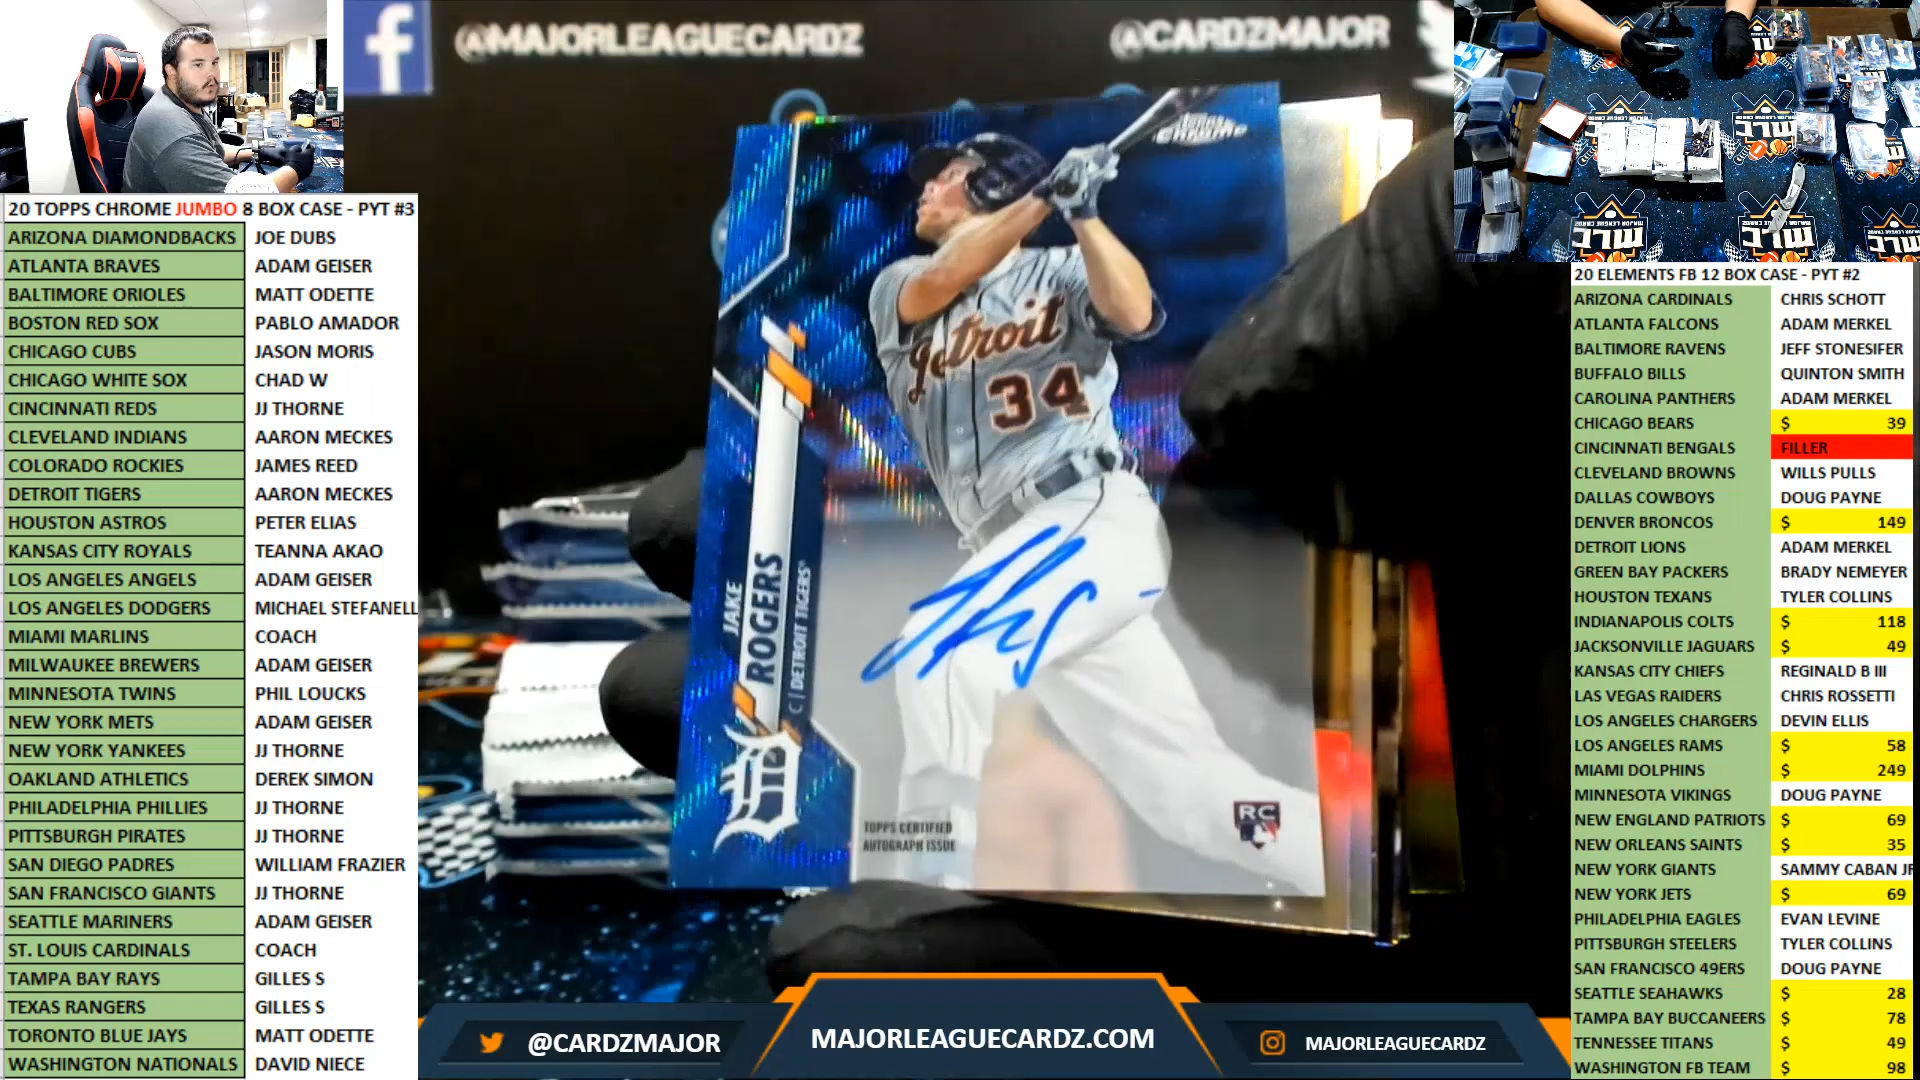 @MAJORLEAGUECARDZ
@CARDZMAJOR
20 TOPPS CHROME JUMBO 8 BOX CASE - PYT #3
ARIZONA DIAMONDBACKS JOE DUBS
ATLANTA BRAVES ADAM GEISER
BALTIMORE ORIOLES MATT ODETTE
BOSTON RED SOX PABLO AMADOR
CHICAGO CUBS JASON MORIS
CHICAGO WHITE SOX CHAD W
CINCINNATI REDS JJ THORNE
CLEVELAND INDIANS AARON MECKES
COLORADO ROCKIES JAMES REED
DETROIT TIGERS AARON MECKES
HOUSTON ASTROS PETER ELIAS
KANSAS CITY ROYALS TEANNA AKAO
LOS ANGELES ANGELS ADAM GEISER
LOS ANGELES DODGERS MICHAEL STEFANELL
MIAMI MARLINS COACH
MILWAUKEE BREWERS ADAM GEISER
MINNESOTA TWINS PHIL LOUCKS
NEW YORK METS ADAM GEISER
NEW YORK YANKEES JJ THORNE
OAKLAND ATHLETICS DEREK SIMON
PHILADELPHIA PHILLIES JJ THORNE
PITTSBURGH PIRATES JJ THORNE
SAN DIEGO PADRES WILLIAM FRAZIER
SAN FRANCISCO GIANTS JJ THORNE
SEATTLE MARINERS ADAM GEISER
ST. LOUIS CARDINALS COACH
TAMPA BAY RAYS GILLES S
TEXAS RANGERS GILLES S
TORONTO BLUE JAYS MATT ODETTE
WASHINGTON NATIONALS DAVID NIECE
Topps
Chrome
Detroit
34
JAKE
ROGERS
C | DETROIT TIGERS
D
TOPPS CERTIFIED
AUTOGRAPH ISSUE
RC
@CARDZMAJOR
MAJORLEAGUECARDZ.COM
MAJORLEAGUECARDZ
MLC
MLC
MLC
MLC
MLC
20 ELEMENTS FB 12 BOX CASE - PYT #2
ARIZONA CARDINALS CHRIS SCHOTT
ATLANTA FALCONS ADAM MERKEL
BALTIMORE RAVENS JEFF STONESIFER
BUFFALO BILLS QUINTON SMITH
CAROLINA PANTHERS ADAM MERKEL
CHICAGO BEARS $ 39
CINCINNATI BENGALS FILLER
CLEVELAND BROWNS WILLS PULLS
DALLAS COWBOYS DOUG PAYNE
DENVER BRONCOS $ 149
DETROIT LIONS ADAM MERKEL
GREEN BAY PACKERS BRADY NEMEYER
HOUSTON TEXANS TYLER COLLINS
INDIANAPOLIS COLTS $ 118
JACKSONVILLE JAGUARS $ 49
KANSAS CITY CHIEFS REGINALD B III
LAS VEGAS RAIDERS CHRIS ROSSETTI
LOS ANGELES CHARGERS DEVIN ELLIS
LOS ANGELES RAMS $ 58
MIAMI DOLPHINS $ 249
MINNESOTA VIKINGS DOUG PAYNE
NEW ENGLAND PATRIOTS $ 69
NEW ORLEANS SAINTS $ 35
NEW YORK GIANTS SAMMY CABAN JR
NEW YORK JETS $ 69
PHILADELPHIA EAGLES EVAN LEVINE
PITTSBURGH STEELERS TYLER COLLINS
SAN FRANCISCO 49ERS DOUG PAYNE
SEATTLE SEAHAWKS $ 28
TAMPA BAY BUCCANEERS $ 78
TENNESSEE TITANS $ 49
WASHINGTON FB TEAM $ 98